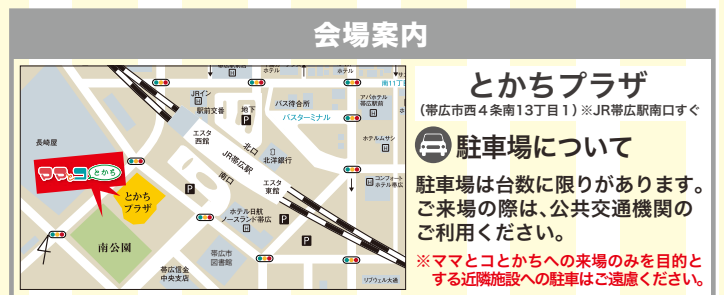 会場案内
ホテル
ホテル
南11丁目
JRイン
駅前交番
地下
バス待合所
アパホテル
帯広駅前
バスターミナル
エスタ
西館
北口
長崎屋
ホテルムサシ
JR帯広駅
北洋銀行
ママとコ とかち
南口
エスタ
東館
コンフォート
ホテル帯広
とかち
プラザ
ホテル日航
ノースランド帯広
南公園
帯広市
図書館
帯広信金
中央支店
リブウェル大通
とかちプラザ
(帯広市西4条南13丁目1)※JR帯広駅南口すぐ
駐車場について
駐車場は台数に限りがあります。
ご来場の際は、公共交通機関の
ご利用ください。
※ママとコとかちへの来場のみを目的と
する近隣施設への駐車はご遠慮ください。